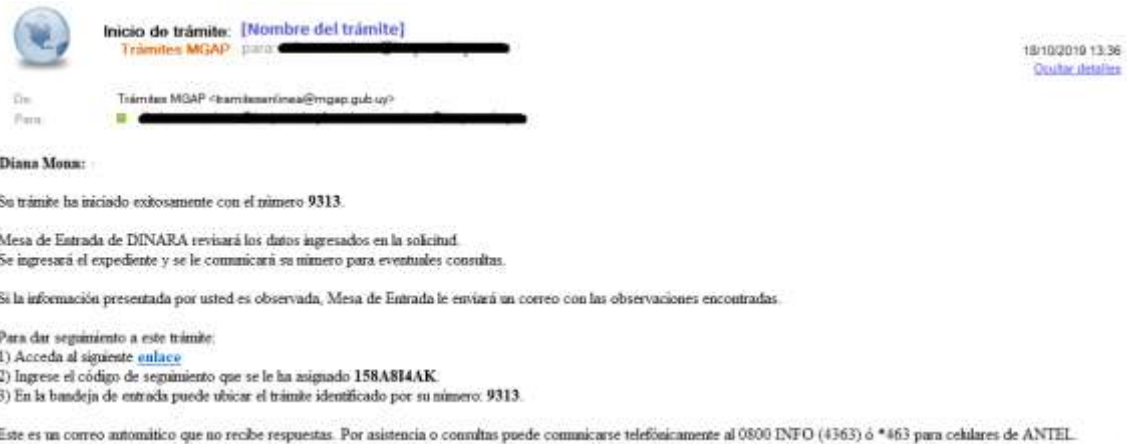 Inicio de trámite: [Nombre del trámite]
Trámites MGAP para
18/10/2019 13:36
Ocultar detalles
De: Trámites MGAP <tramitesenlinea@mgap.gub.uy>
Para:
Diana Monn:
Su trámite ha iniciado exitosamente con el número 9313.
Mesa de Entrada de DINARA revisará los datos ingresados en la solicitud.
Se ingresará el expediente y se le comunicará su número para eventuales consultas.
Si la información presentada por usted es observada, Mesa de Entrada le enviará un correo con las observaciones encontradas.
Para dar seguimiento a este trámite:
1) Acceda al siguiente enlace
2) Ingrese el código de seguimiento que se le ha asignado 158A8I4AK.
3) En la bandeja de entrada puede ubicar el trámite identificado por su número: 9313.
Este es un correo automático que no recibe respuestas. Por asistencia o consultas puede comunicarse telefónicamente al 0800 INFO (4363) ó *463 para celulares de ANTEL.